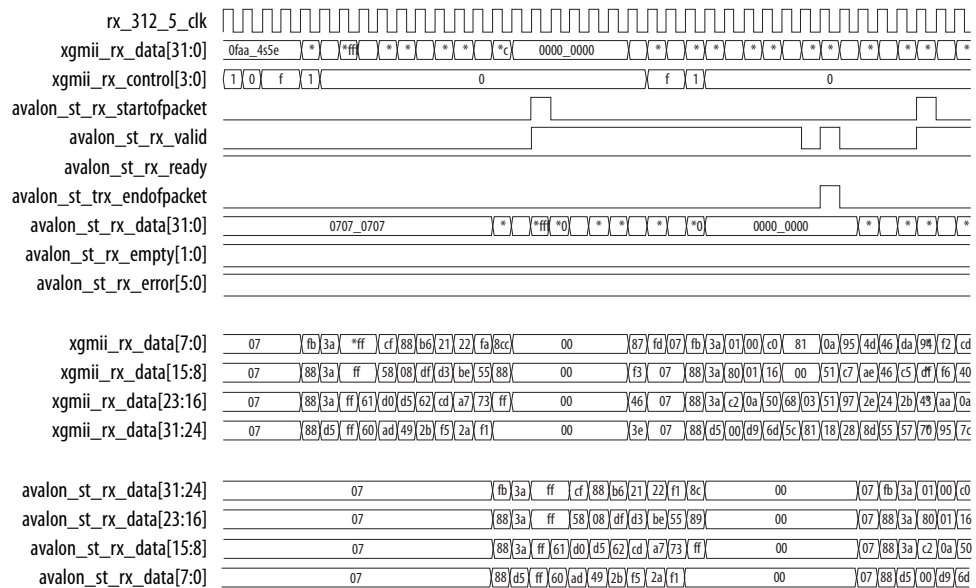 rx_312_5_clk
xgmii_rx_data[31:0] 0faa_4s5e * *fff * * * * *c 0000_0000 * * * * * * * * *
xgmii_rx_control[3:0] 1 0 f 1 0 f 1 0
avalon_st_rx_startofpacket
avalon_st_rx_valid
avalon_st_rx_ready
avalon_st_trx_endofpacket
avalon_st_rx_data[31:0] 0707_0707 * *fff *0 * * * *0 0000_0000 * * * *
avalon_st_rx_empty[1:0]
avalon_st_rx_error[5:0]
xgmii_rx_data[7:0] 07 fb 3a *ff cf 88 b6 21 22 fa 8cc 00 87 fd 07 fb 3a 01 00 c0 81 0a 95 4d 46 da 94 f2 cd
xgmii_rx_data[15:8] 07 88 3a ff 58 08 df d3 be 55 88 00 f3 07 88 3a 80 01 16 00 51 c7 ae 46 c5 df f6 40
xgmii_rx_data[23:16] 07 88 3a ff 61 d0 d5 62 cd a7 73 ff 00 46 07 88 3a c2 0a 50 68 03 51 97 2e 24 2b 43 aa 0a
xgmii_rx_data[31:24] 07 88 d5 ff 60 ad 49 2b f5 2a f1 00 3e 07 88 d5 00 d9 6d 5c 81 18 28 8d 55 57 70 95 7c
avalon_st_rx_data[31:24] 07 fb 3a ff cf 88 b6 21 22 f1 8c 00 07 fb 3a 01 00 c0
avalon_st_rx_data[23:16] 07 88 3a ff 58 08 df d3 be 55 89 00 07 88 3a 80 01 16
avalon_st_rx_data[15:8] 07 88 3a ff 61 d0 d5 62 cd a7 73 ff 00 07 88 3a c2 0a 50
avalon_st_rx_data[7:0] 07 88 d5 ff 60 ad 49 2b f5 2a f1 00 07 88 d5 00 d9 6d